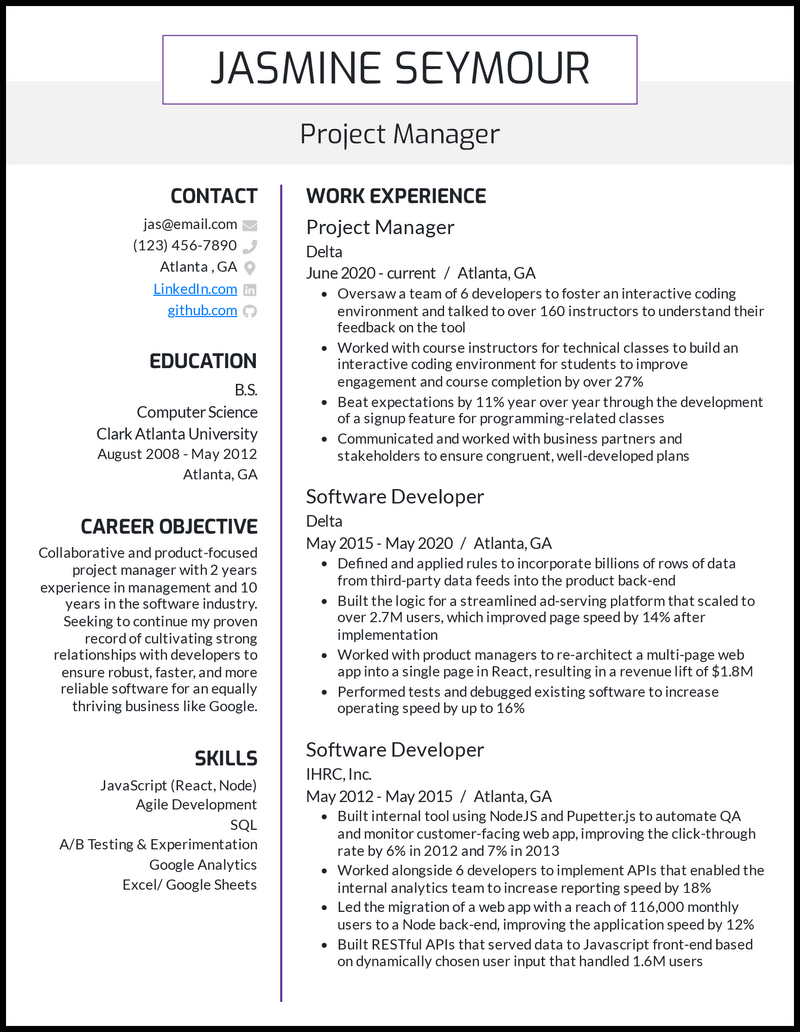 JASMINE SEYMOUR
Project Manager
CONTACT
jas@email.com
(123) 456-7890
Atlanta , GA
LinkedIn.com
github.com
EDUCATION
B.S.
Computer Science
Clark Atlanta University
August 2008 - May 2012
Atlanta, GA
CAREER OBJECTIVE
Collaborative and product-focused
project manager with 2 years
experience in management and 10
years in the software industry.
Seeking to continue my proven
record of cultivating strong
relationships with developers to
ensure robust, faster, and more
reliable software for an equally
thriving business like Google.
SKILLS
JavaScript (React, Node)
Agile Development
SQL
A/B Testing & Experimentation
Google Analytics
Excel/ Google Sheets
WORK EXPERIENCE
Project Manager
Delta
June 2020 - current / Atlanta, GA
• Oversaw a team of 6 developers to foster an interactive coding
environment and talked to over 160 instructors to understand their
feedback on the tool
• Worked with course instructors for technical classes to build an
interactive coding environment for students to improve
engagement and course completion by over 27%
• Beat expectations by 11% year over year through the development
of a signup feature for programming-related classes
• Communicated and worked with business partners and
stakeholders to ensure congruent, well-developed plans
Software Developer
Delta
May 2015 - May 2020 / Atlanta, GA
• Defined and applied rules to incorporate billions of rows of data
from third-party data feeds into the product back-end
• Built the logic for a streamlined ad-serving platform that scaled to
over 2.7M users, which improved page speed by 14% after
implementation
• Worked with product managers to re-architect a multi-page web
app into a single page in React, resulting in a revenue lift of $1.8M
• Performed tests and debugged existing software to increase
operating speed by up to 16%
Software Developer
IHRC, Inc.
May 2012 - May 2015 / Atlanta, GA
• Built internal tool using NodeJS and Pupetter.js to automate QA
and monitor customer-facing web app, improving the click-through
rate by 6% in 2012 and 7% in 2013
• Worked alongside 6 developers to implement APIs that enabled the
internal analytics team to increase reporting speed by 18%
• Led the migration of a web app with a reach of 116,000 monthly
users to a Node back-end, improving the application speed by 12%
• Built RESTful APIs that served data to Javascript front-end based
on dynamically chosen user input that handled 1.6M users